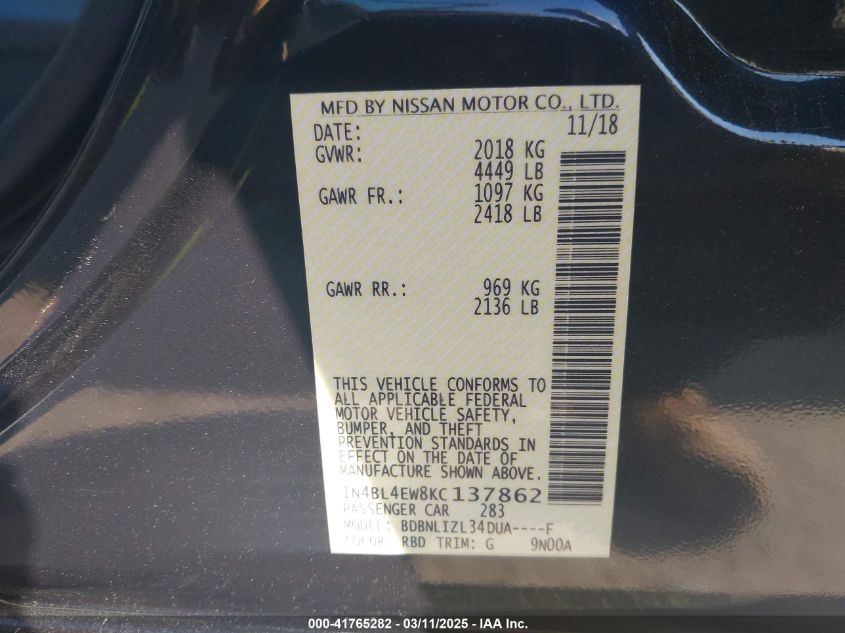 MFD BY NISSAN MOTOR CO., LTD.
DATE: 11/18
GVWR: 2018 KG
4449 LB
GAWR FR.: 1097 KG
2418 LB
GAWR RR.: 969 KG
2136 LB
THIS VEHICLE CONFORMS TO
ALL APPLICABLE FEDERAL
MOTOR VEHICLE SAFETY,
BUMPER, AND THEFT
PREVENTION STANDARDS IN
EFFECT ON THE DATE OF
MANUFACTURE SHOWN ABOVE.
1N4BL4EW8KC137862
PASSENGER CAR 283
MODEL: BDBNLIZL34DUA----F
COLOR: RBD TRIM: G 9N00A
000-41765282 - 03/11/2025 - IAA Inc.